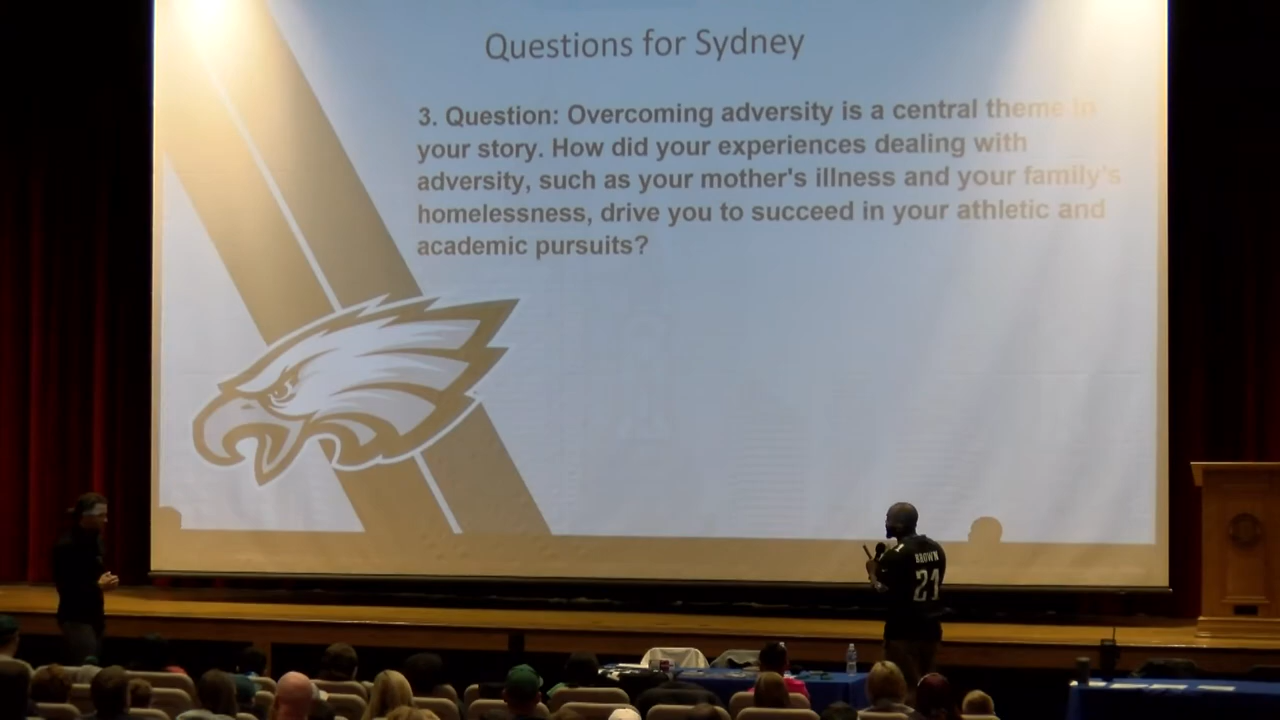 Questions for Sydney
3. Question: Overcoming adversity is a central theme in
your story. How did your experiences dealing with
adversity, such as your mother's illness and your family's
homelessness, drive you to succeed in your athletic and
academic pursuits?
BROWN
21